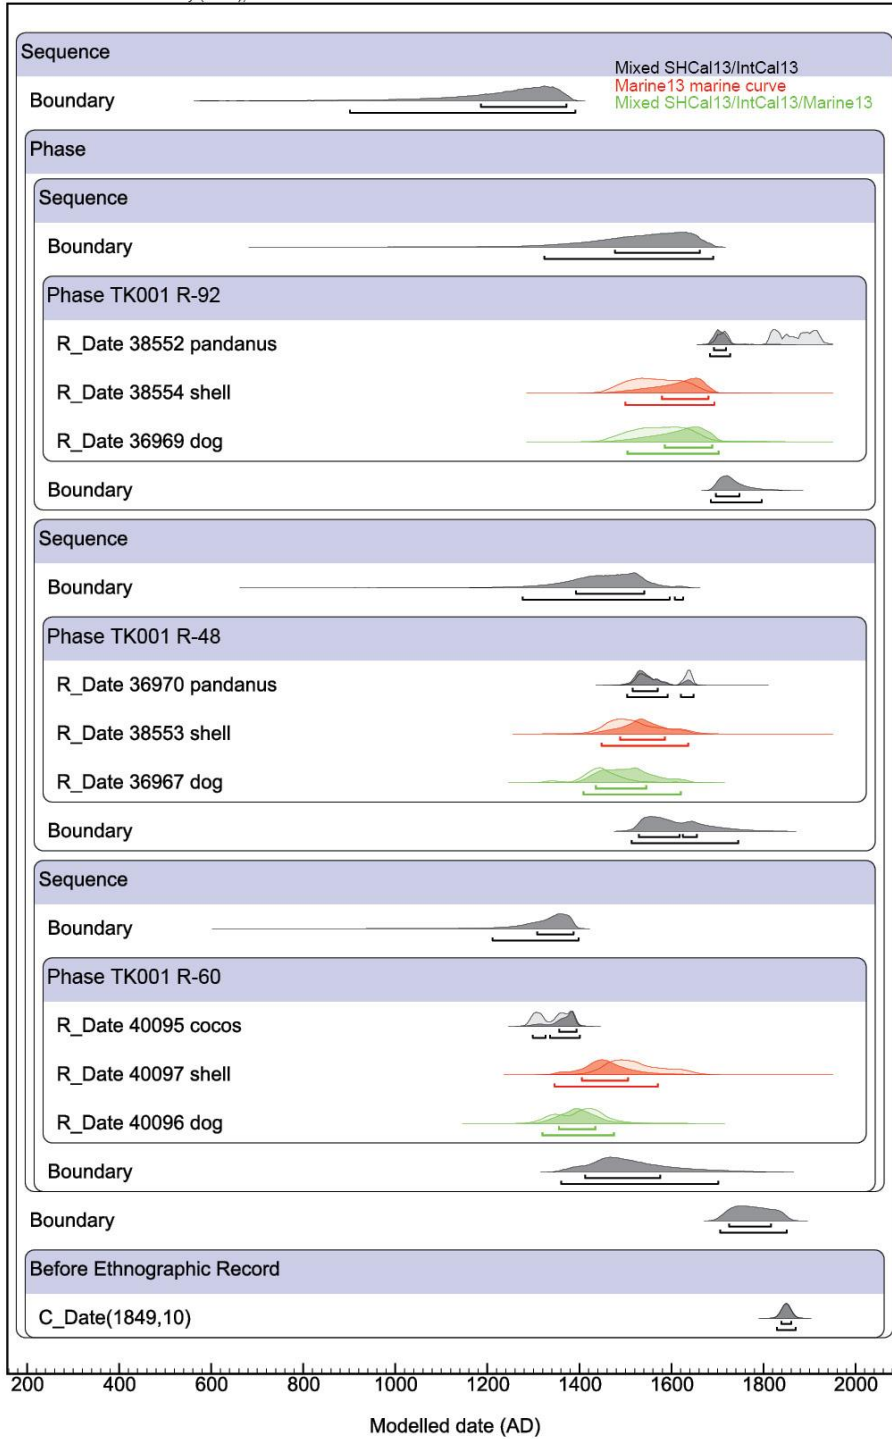 Sequence
Mixed SHCal13/IntCal13
Marine13 marine curve
Mixed SHCal13/IntCal13/Marine13
Boundary
Phase
Sequence
Boundary
Phase TK001 R-92
R_Date 38552 pandanus
R_Date 38554 shell
R_Date 36969 dog
Boundary
Sequence
Boundary
Phase TK001 R-48
R_Date 36970 pandanus
R_Date 38553 shell
R_Date 36967 dog
Boundary
Sequence
Boundary
Phase TK001 R-60
R_Date 40095 cocos
R_Date 40097 shell
R_Date 40096 dog
Boundary
Boundary
Before Ethnographic Record
C_Date(1849,10)
200 400 600 800 1000 1200 1400 1600 1800 2000
Modelled date (AD)